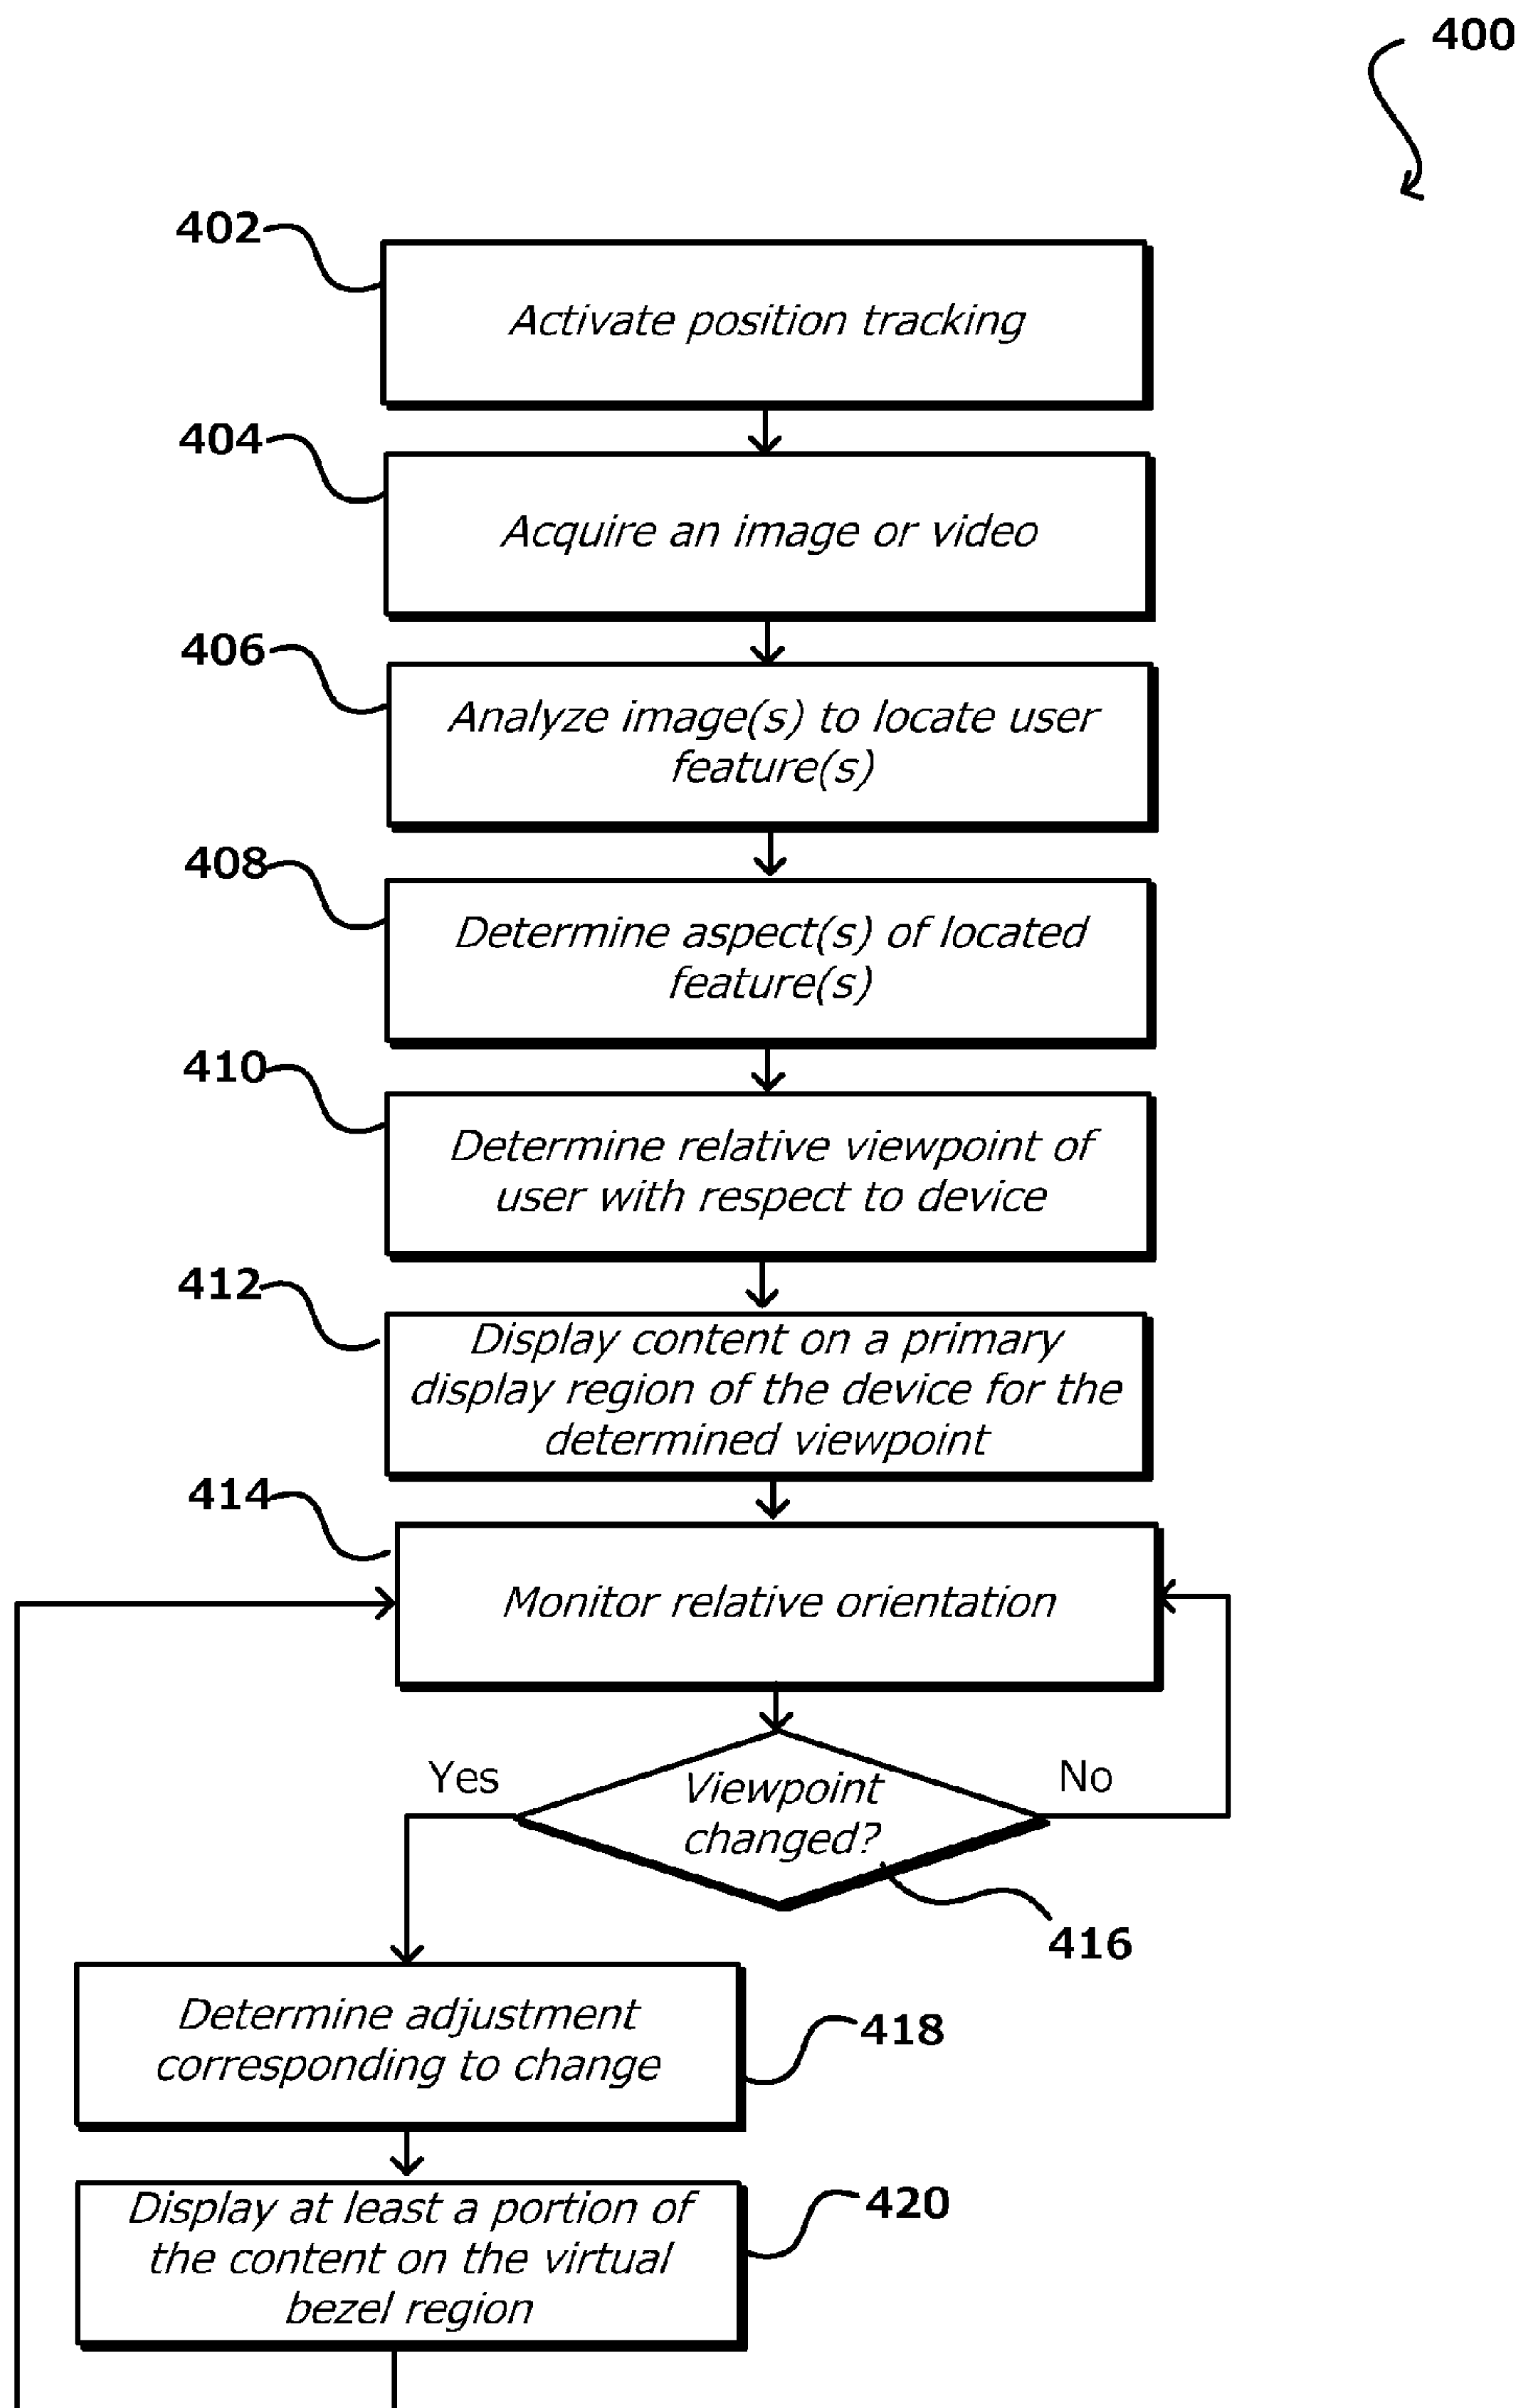 400
402
Activate position tracking
404
Acquire an image or video
406
Analyze image(s) to locate user
feature(s)
408
Determine aspect(s) of located
feature(s)
410
Determine relative viewpoint of
user with respect to device
412
Display content on a primary
display region of the device for the
determined viewpoint
414
Monitor relative orientation
Yes
Viewpoint
changed?
No
416
Determine adjustment
corresponding to change
418
Display at least a portion of
the content on the virtual
bezel region
420